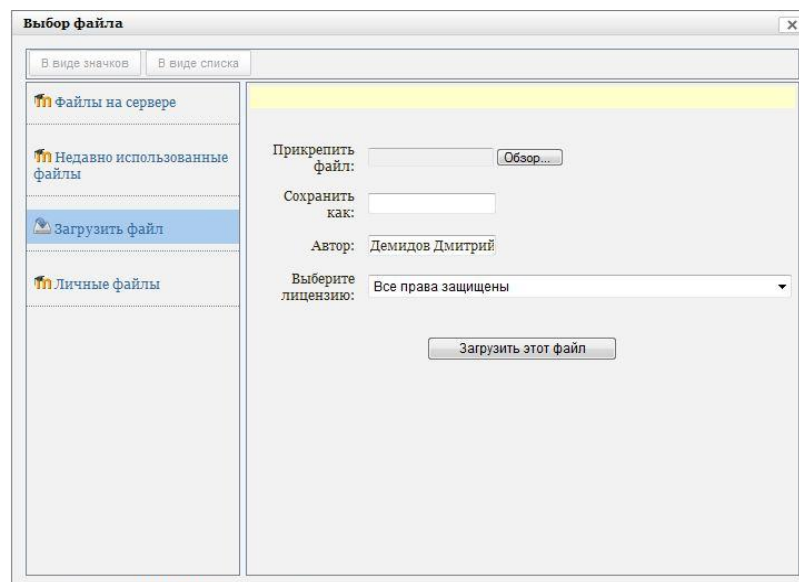 Выбор файла
В виде значков В виде списка
Файлы на сервере
Недавно использованные
файлы
Загрузить файл
Личные файлы
Прикрепить
файл:
Обзор...
Сохранить
как:
Автор: Демидов Дмитрий
Выберите
лицензию:
Все права защищены
Загрузить этот файл